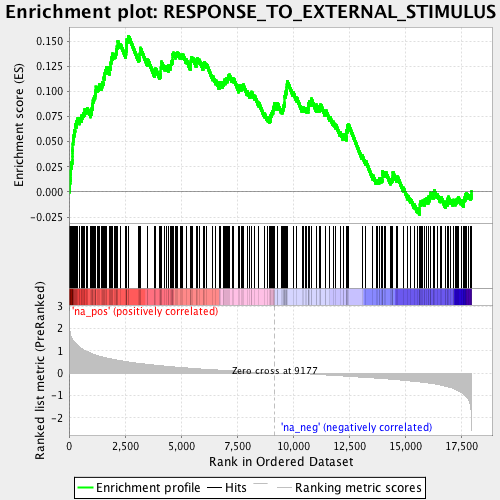 Enrichment plot: RESPONSE_TO_EXTERNAL_STIMULUS
Enrichment score (ES)
0.150
0.125
0.100
0.075
0.050
0.025
0.000
-0.025
Ranked list metric (PreRanked)
'na_pos' (positively correlated)
3
2
1
0
-1
-2
Zero cross at 9177
'na_neg' (negatively correlated)
0
2,500
5,000
7,500
10,000
12,500
15,000
17,500
Rank in Ordered Dataset
Enrichment profile
Hits
Ranking metric scores